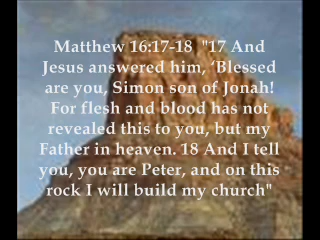 Matthew 16:17-18  "17 And
Jesus answered him, ‘Blessed
are you, Simon son of Jonah!
For flesh and blood has not
revealed this to you, but my
Father in heaven. 18 And I tell
you, you are Peter, and on this
rock I will build my church"